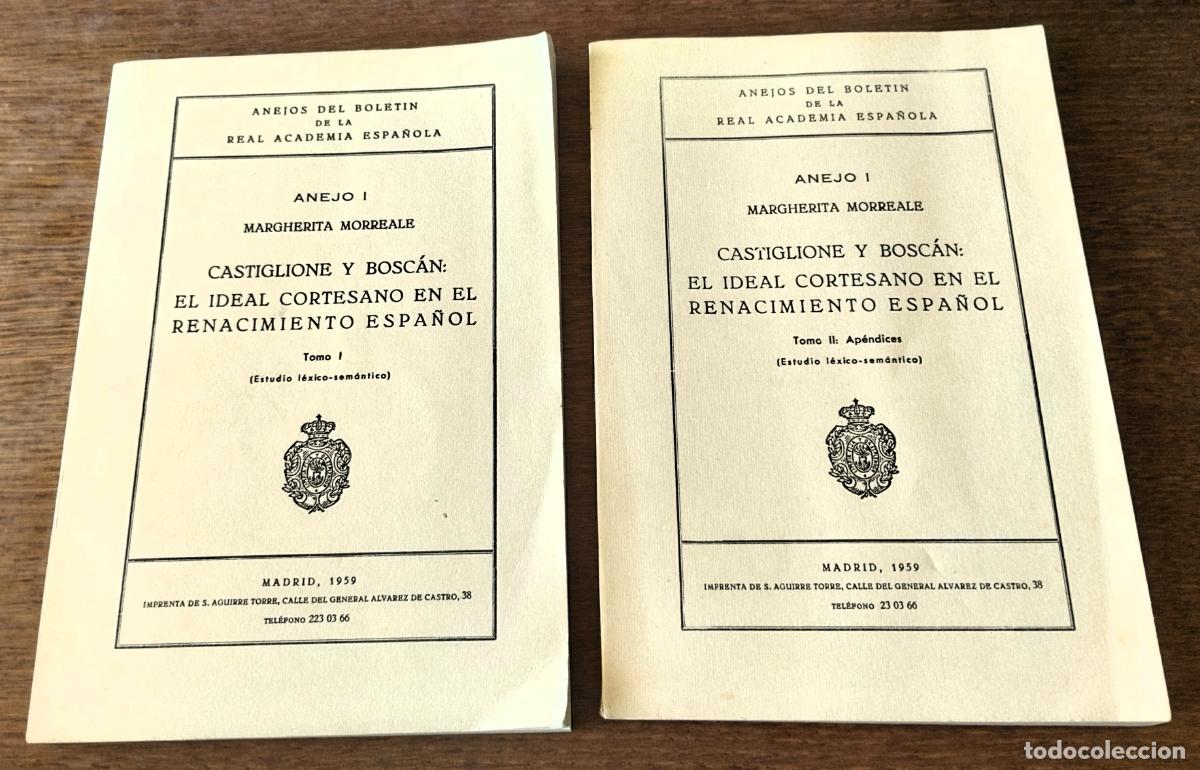 ANEJOS DEL BOLETIN
DE LA
REAL ACADEMIA ESPAÑOLA
ANEJO I
MARGHERITA MORREALE
CASTIGLIONE Y BOSCÁN:
EL IDEAL CORTESANO EN EL
RENACIMIENTO ESPAÑOL
Tomo I
(Estudio léxico-semántico)
MADRID, 1959
IMPRENTA DE S. AGUIRRE TORRE, CALLE DEL GENERAL ALVAREZ DE CASTRO, 38
TELÉFONO 223 03 66
ANEJOS DEL BOLETIN
DE LA
REAL ACADEMIA ESPAÑOLA
ANEJO I
MARGHERITA MORREALE
CASTIGLIONE Y BOSCÁN:
EL IDEAL CORTESANO EN EL
RENACIMIENTO ESPAÑOL
Tomo II: Apéndices
(Estudio léxico-semántico)
MADRID, 1959
IMPRENTA DE S. AGUIRRE TORRE, CALLE DEL GENERAL ALVAREZ DE CASTRO, 38
TELÉFONO 23 03 66
todocoleccion